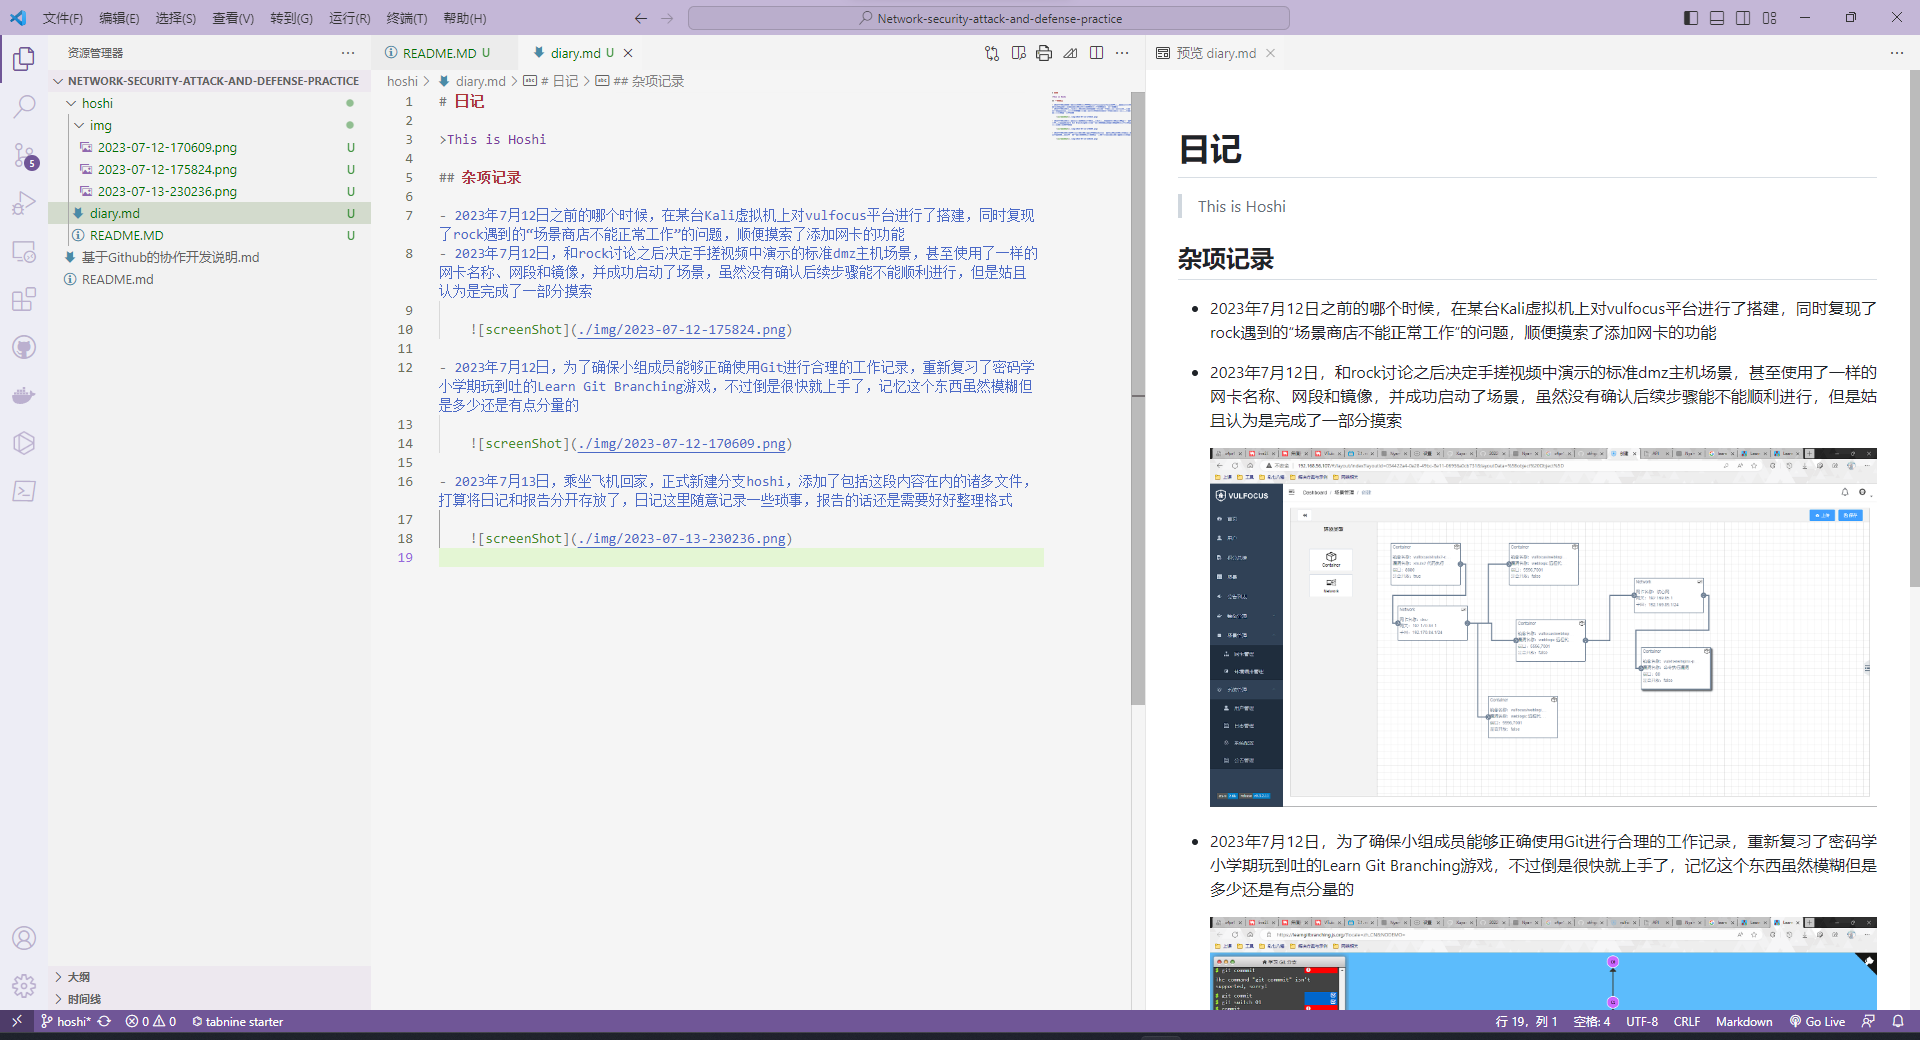 文件(F) 编辑(E) 选择(S) 查看(V) 转到(G) 运行(R) 终端(T) 帮助(H) Network-security-attack-and-defense-practice
资源管理器
NETWORK-SECURITY-ATTACK-AND-DEFENSE-PRACTICE
hoshi
img
2023-07-12-170609.png U
2023-07-12-175824.png U
2023-07-13-230236.png U
diary.md U
README.MD U
基于Github的协作开发说明.md
README.md
5
大纲
时间线
README.MD U diary.md U
hoshi diary.md # 日记 ## 杂项记录
1 # 日记
2
3 >This is Hoshi
4
5 ## 杂项记录
6
7 - 2023年7月12日之前的哪个时候，在某台Kali虚拟机上对vulfocus平台进行了搭建，同时复现
了rock遇到的“场景商店不能正常工作”的问题，顺便摸索了添加网卡的功能
8 - 2023年7月12日，和rock讨论之后决定手搓视频中演示的标准dmz主机场景，甚至使用了一样的
网卡名称、网段和镜像，并成功启动了场景，虽然没有确认后续步骤能不能顺利进行，但是姑且
认为是完成了一部分摸索
9
10 ![screenShot](./img/2023-07-12-175824.png)
11
12 - 2023年7月12日，为了确保小组成员能够正确使用Git进行合理的工作记录，重新复习了密码学
小学期玩到吐的Learn Git Branching游戏，不过倒是很快就上手了，记忆这个东西虽然模糊但
是多少还是有点分量的
13
14 ![screenShot](./img/2023-07-12-170609.png)
15
16 - 2023年7月13日，乘坐飞机回家，正式新建分支hoshi，添加了包括这段内容在内的诸多文件，
打算将日记和报告分开存放了，日记这里随意记录一些琐事，报告的话还是需要好好整理格式
17
18 ![screenShot](./img/2023-07-13-230236.png)
19
预览 diary.md
日记
This is Hoshi
杂项记录
2023年7月12日之前的哪个时候，在某台Kali虚拟机上对vulfocus平台进行了搭建，同时复现了
rock遇到的“场景商店不能正常工作”的问题，顺便摸索了添加网卡的功能
2023年7月12日，和rock讨论之后决定手搓视频中演示的标准dmz主机场景，甚至使用了一样的
网卡名称、网段和镜像，并成功启动了场景，虽然没有确认后续步骤能不能顺利进行，但是姑
且认为是完成了一部分摸索
VULFOCUS
Dashboard
Container
Network
Container
Container
Network
Network
Container
Container
Container
2023年7月12日，为了确保小组成员能够正确使用Git进行合理的工作记录，重新复习了密码学
小学期玩到吐的Learn Git Branching游戏，不过倒是很快就上手了，记忆这个东西虽然模糊但是
多少还是有点分量的
$ git commit
The command "git commit" isn't
supported, sorry!
$ git commit
hoshi* 0 0 tabnine starter 行 19，列 1 空格: 4 UTF-8 CRLF Markdown Go Live